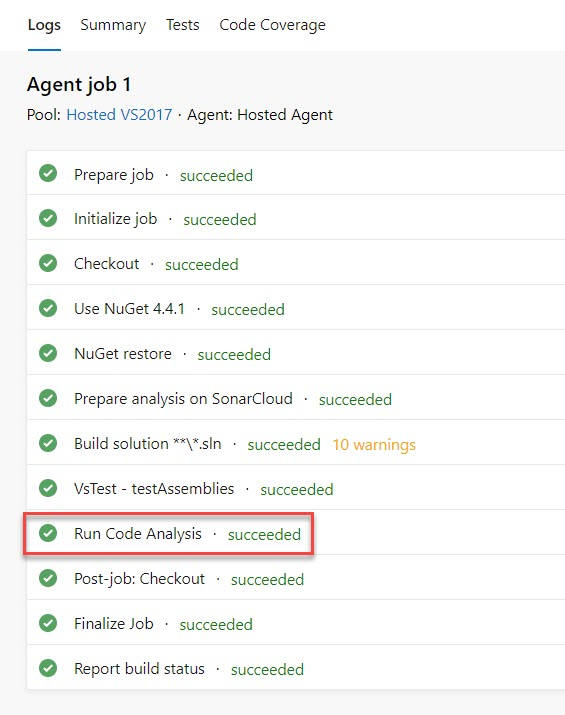 Logs Summary Tests Code Coverage
Agent job 1
Pool: Hosted VS2017 · Agent: Hosted Agent
Prepare job · succeeded
Initialize job · succeeded
Checkout · succeeded
Use NuGet 4.4.1 · succeeded
NuGet restore · succeeded
Prepare analysis on SonarCloud · succeeded
Build solution **\*.sln · succeeded 10 warnings
VsTest - testAssemblies · succeeded
Run Code Analysis · succeeded
Post-job: Checkout · succeeded
Finalize Job · succeeded
Report build status · succeeded